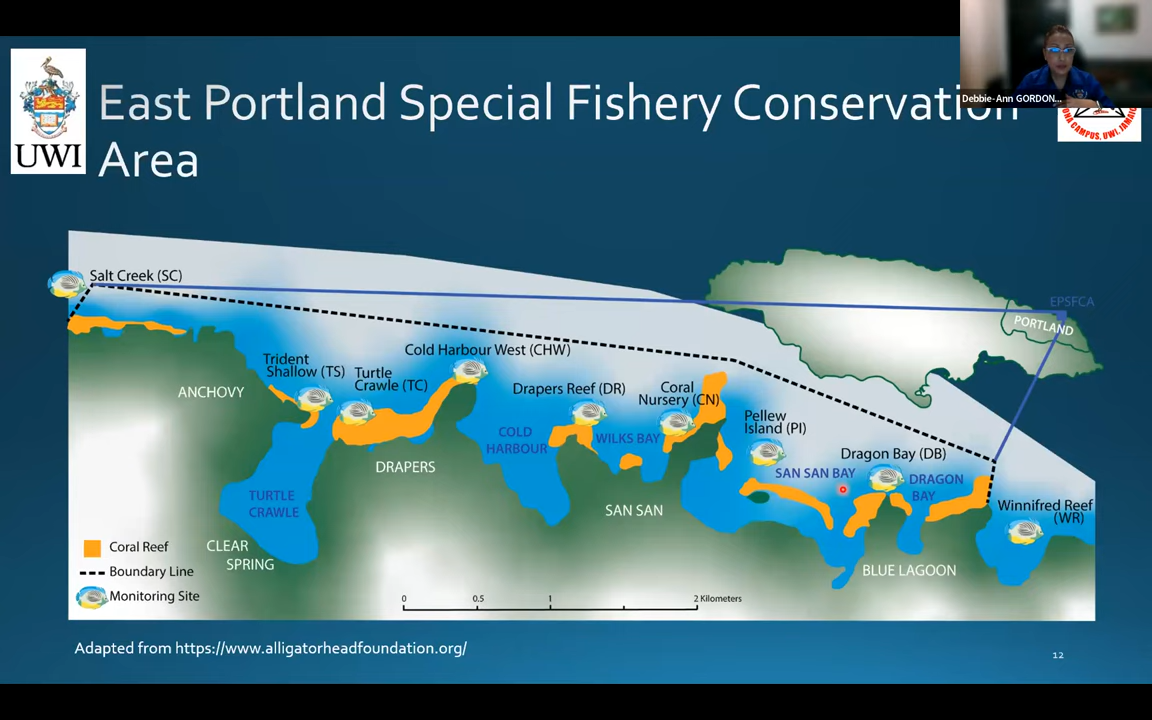 UWI
East Portland Special Fishery Conservation
Area
Debbie-Ann GORDON...
CAMPUS, UWI, JAMAI
Salt Creek (SC)
EPSFCA
PORTLAND
Cold Harbour West (CHW)
Trident
Shallow (TS)
Turtle
Crawle (TC)
ANCHOVY
Drapers Reef (DR)
Coral
Nursery (CN)
Pellew
Island (PI)
COLD
HARBOUR
WILKS BAY
Dragon Bay (DB)
DRAPERS
SAN SAN BAY
DRAGON
BAY
TURTLE
CRAWLE
SAN SAN
Winnifred Reef
(WR)
Coral Reef
CLEAR
SPRING
Boundary Line
BLUE LAGOON
Monitoring Site
0
0.5
1
2 Kilometers
Adapted from https://www.alligatorheadfoundation.org/
12